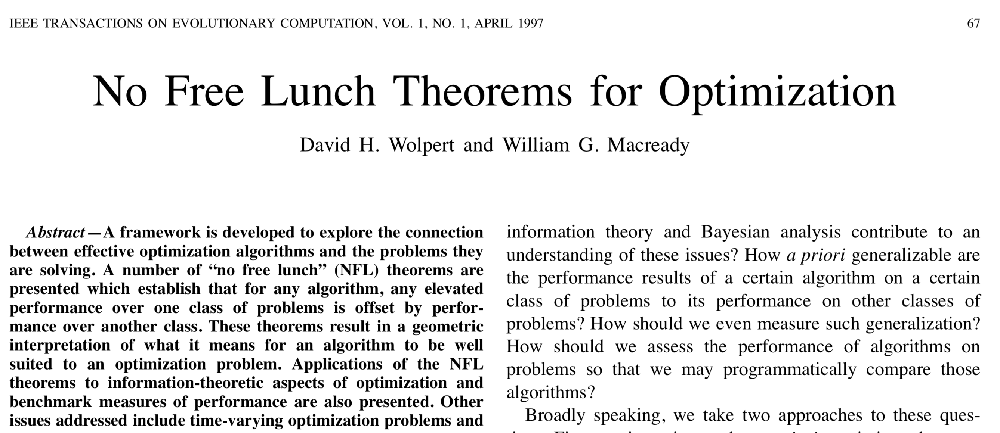 IEEE TRANSACTIONS ON EVOLUTIONARY COMPUTATION, VOL. 1, NO. 1, APRIL 1997 67
No Free Lunch Theorems for Optimization
David H. Wolpert and William G. Macready
Abstract—A framework is developed to explore the connection
between effective optimization algorithms and the problems they
are solving. A number of “no free lunch” (NFL) theorems are
presented which establish that for any algorithm, any elevated
performance over one class of problems is offset by perfor-
mance over another class. These theorems result in a geometric
interpretation of what it means for an algorithm to be well
suited to an optimization problem. Applications of the NFL
theorems to information-theoretic aspects of optimization and
benchmark measures of performance are also presented. Other
issues addressed include time-varying optimization problems and
information theory and Bayesian analysis contribute to an
understanding of these issues? How a priori generalizable are
the performance results of a certain algorithm on a certain
class of problems to its performance on other classes of
problems? How should we even measure such generalization?
How should we assess the performance of algorithms on
problems so that we may programmatically compare those
algorithms?
Broadly speaking, we take two approaches to these ques-